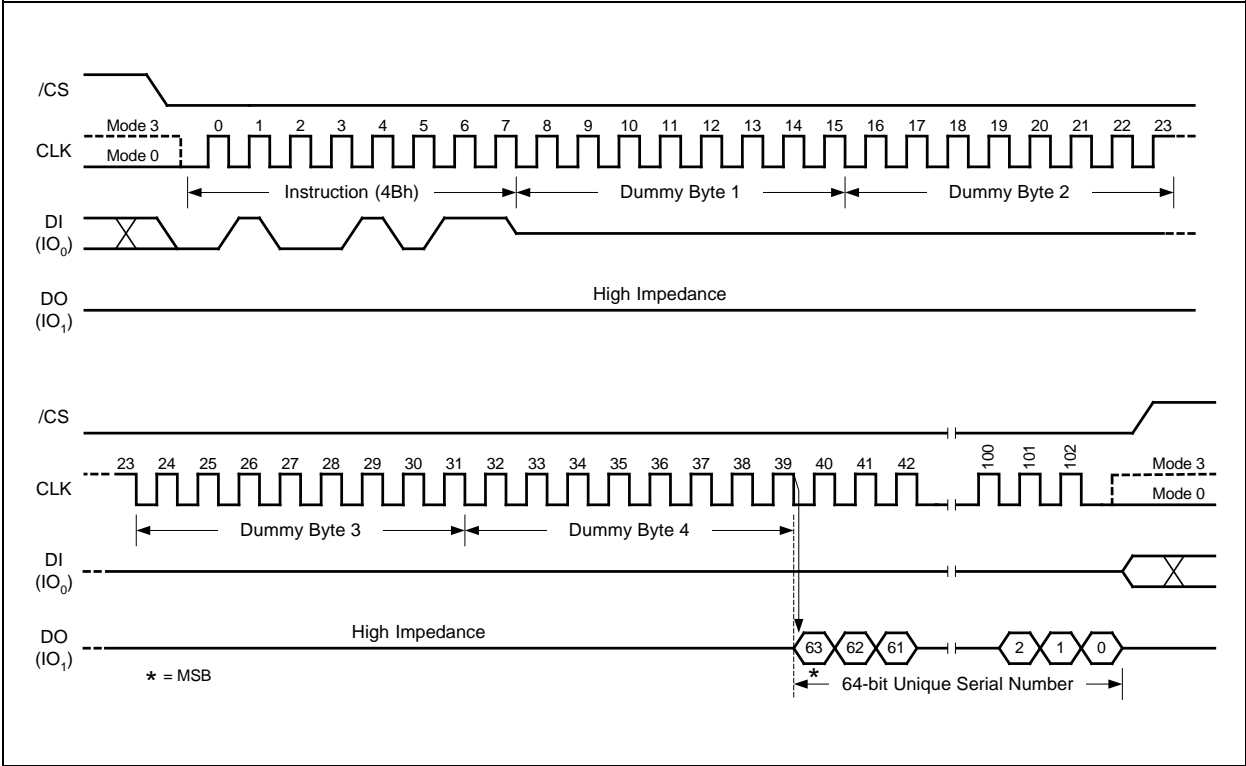 /CS
Mode 3
0 1 2 3 4 5 6 7 8 9 10 11 12 13 14 15 16 17 18 19 20 21 22 23
CLK
Mode 0
Instruction (4Bh)
Dummy Byte 1
Dummy Byte 2
DI
(IO0)
High Impedance
DO
(IO1)
/CS
23 24 25 26 27 28 29 30 31 32 33 34 35 36 37 38 39 40 41 42 100 101 102
Mode 3
CLK
Mode 0
Dummy Byte 3
Dummy Byte 4
DI
(IO0)
High Impedance
DO
(IO1)
63 62 61 2 1 0
* = MSB
*
64-bit Unique Serial Number